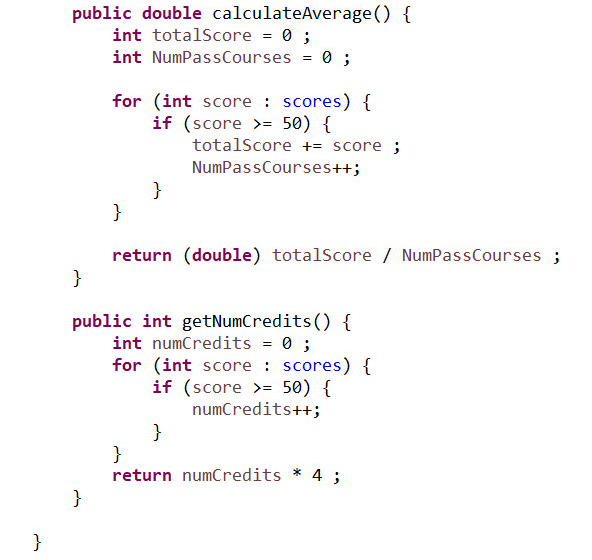 public double calculateAverage() {
int totalScore = 0 ;
int NumPassCourses = 0 ;
for (int score : scores) {
if (score >= 50) {
totalScore += score ;
NumPassCourses++;
}
}
return (double) totalScore / NumPassCourses ;
}
public int getNumCredits() {
int numCredits = 0 ;
for (int score : scores) {
if (score >= 50) {
numCredits++;
}
}
return numCredits * 4 ;
}
}